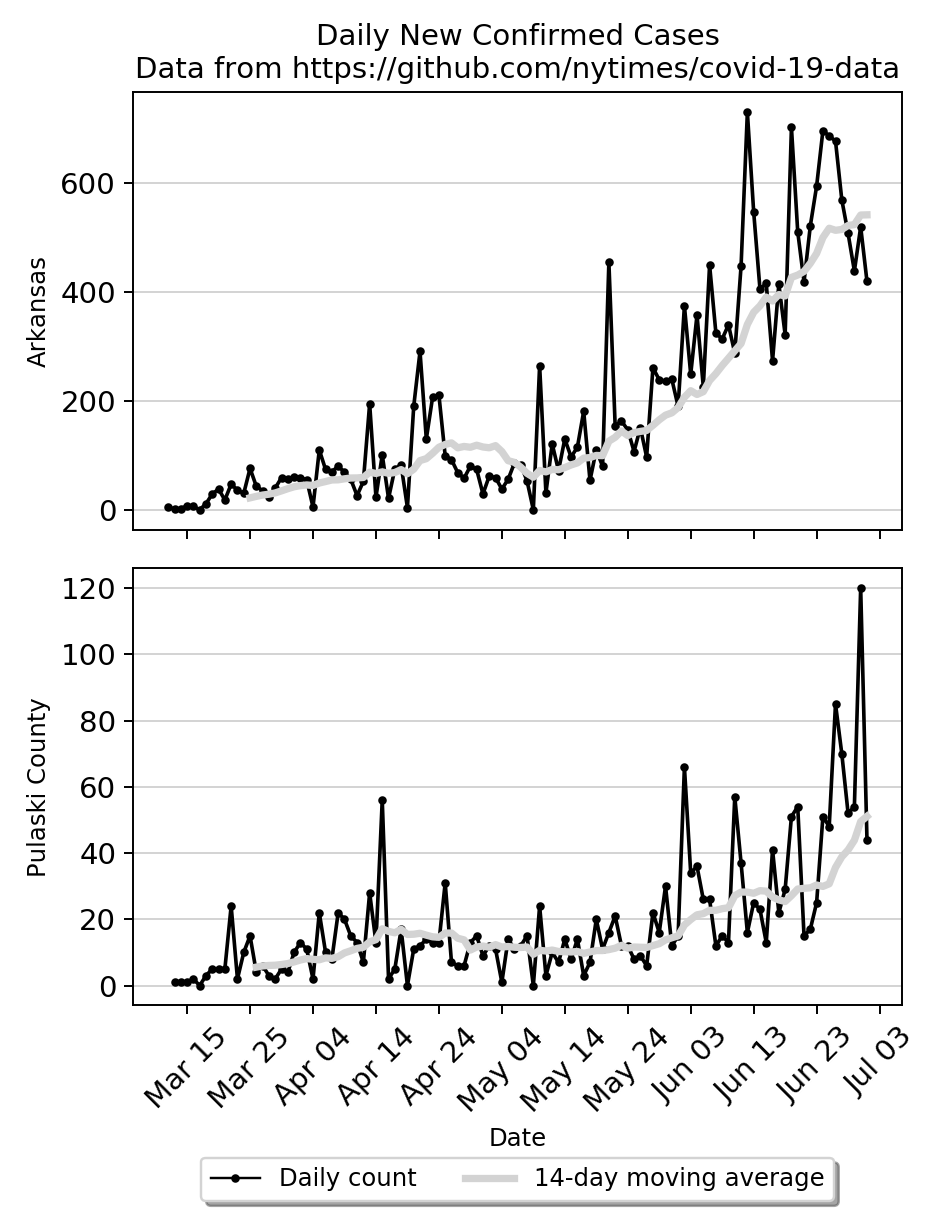 Daily New Confirmed Cases
Data from https://github.com/nytimes/covid-19-data
600
400
200
0
Arkansas
120
100
80
60
40
20
0
Pulaski County
Mar 15
Mar 25
Apr 04
Apr 14
Apr 24
May 04
May 14
May 24
Jun 03
Jun 13
Jun 23
Jul 03
Date
Daily count
14-day moving average